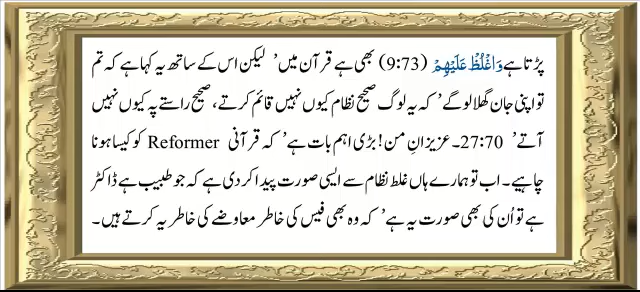 پڑتا ہے وَاغْلُظْ عَلَيْهِمْ (9:73) بھی ہے قرآن میں' لیکن اس کے ساتھ یہ کہا ہے کہ تم
تو اپنی جان گھلا لو گے' کہ یہ لوگ صحیح نظام کیوں نہیں قائم کرتے، صحیح راستے پہ کیوں نہیں
آتے' 27:70۔ عزیزانِ من! بڑی اہم بات ہے' کہ قرآنی Reformer کو کیسا ہونا
چاہیے۔ اب تو ہمارے ہاں غلط نظام سے ایسی صورت پیدا کر دی ہے کہ جو طبیب ہے ڈاکٹر
ہے تو اُن کی بھی صورت یہ ہے' کہ وہ بھی فیس کی خاطر معاوضے کی خاطر یہ کرتے ہیں۔